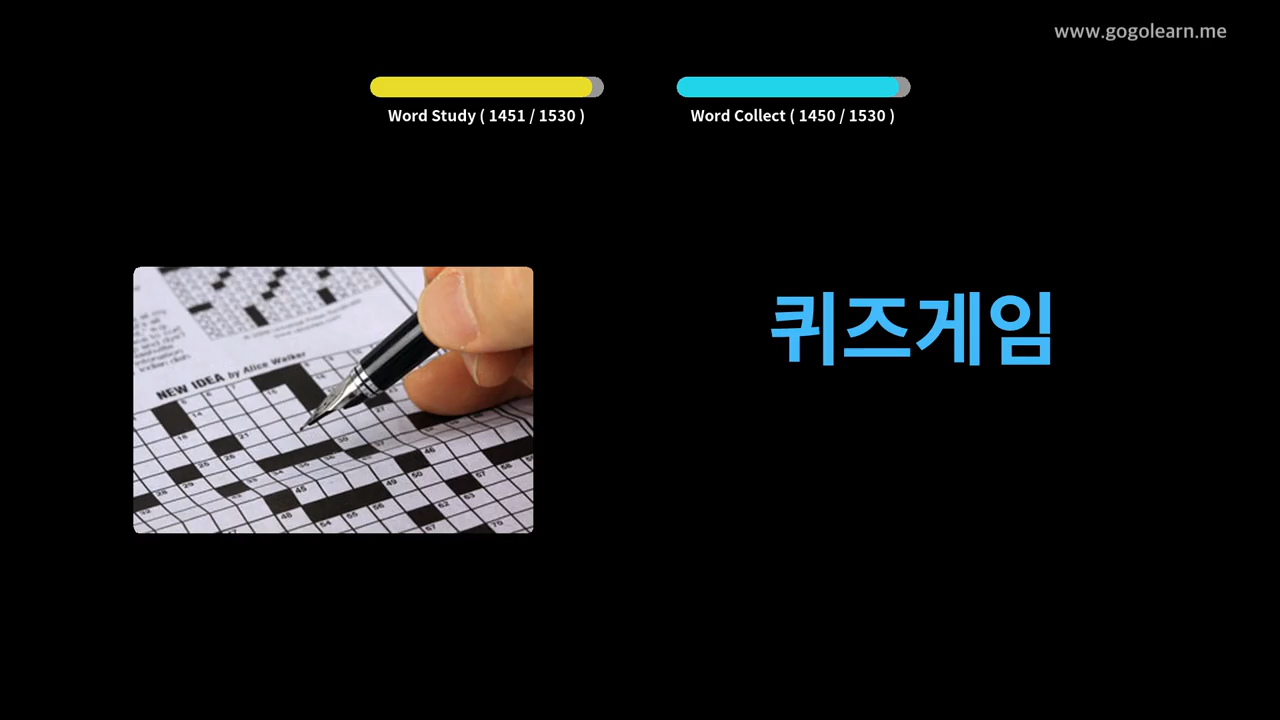 www.gogolearn.me
Word Study ( 1451 / 1530 )
Word Collect ( 1450 / 1530 )
퀴즈게임
NEW IDEA by Alice Walker